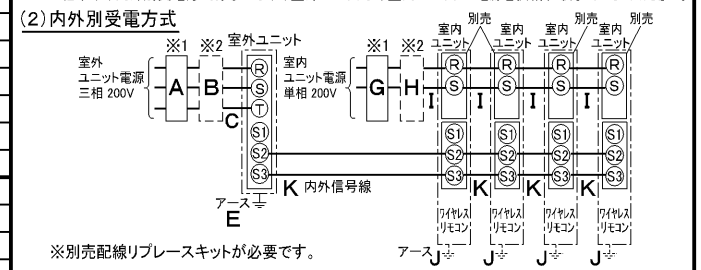 (2)内外別受電方式
※1 ※2 室外ユニット
室外
ユニット電源
三相 200V
A B
R
S
T
C
S1
S2
S3
アース
E
K 内外信号線
※1 ※2
室内
ユニット電源
単相 200V
G H
室内
ユニット
別売
室内
ユニット
室内
ユニット
別売
室内
ユニット
別売
R R R R
S S S S
I I I I
S1 S1 S1 S1
S2 S2 S2 S2
S3 S3 S3 S3
K K K
ワイヤレス
リモコン
ワイヤレス
リモコン
ワイヤレス
リモコン
ワイヤレス
リモコン
アース J J J J
※別売配線リプレースキットが必要です。